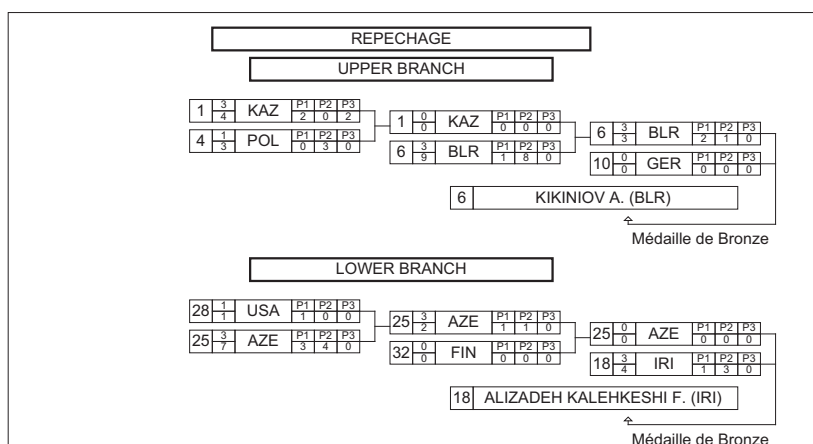 REPECHAGE
UPPER BRANCH
1 3 4 KAZ P1 P2 P3 2 0 2
4 1 3 POL P1 P2 P3 0 3 0
1 0 0 KAZ P1 P2 P3 0 0 0
6 3 9 BLR P1 P2 P3 1 8 0
6 3 3 BLR P1 P2 P3 2 1 0
10 0 0 GER P1 P2 P3 0 0 0
6 KIKINIOV A. (BLR)
Médaille de Bronze
LOWER BRANCH
28 1 1 USA P1 P2 P3 1 0 0
25 3 7 AZE P1 P2 P3 3 4 0
25 3 2 AZE P1 P2 P3 1 1 0
32 0 0 FIN P1 P2 P3 0 0 0
25 0 0 AZE P1 P2 P3 0 0 0
18 3 4 IRI P1 P2 P3 1 3 0
18 ALIZADEH KALEHKESHI F. (IRI)
Médaille de Bronze